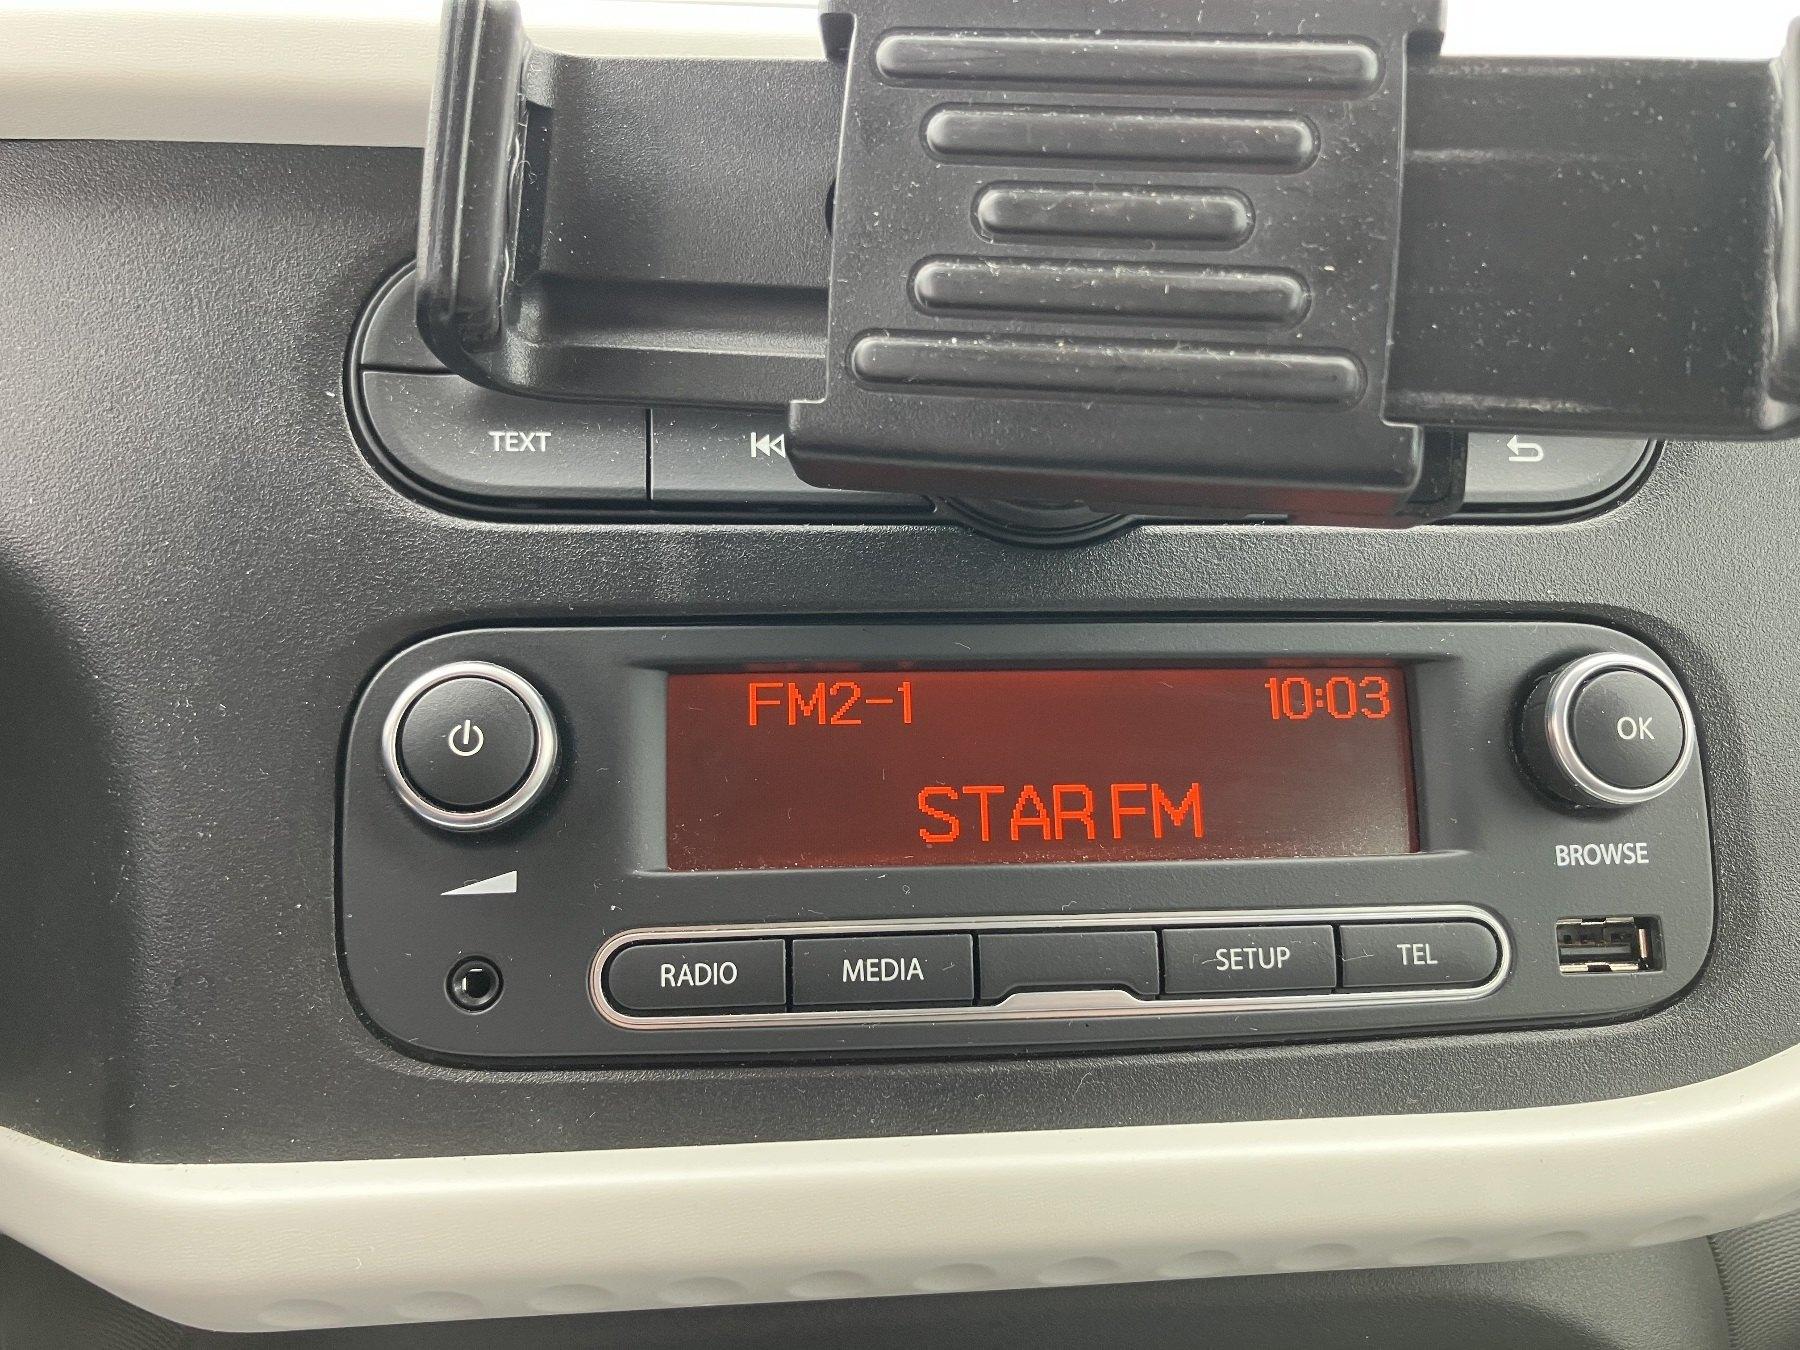 TEXT
FM2-1 10:03
STAR FM
OK
BROWSE
RADIO MEDIA SETUP TEL